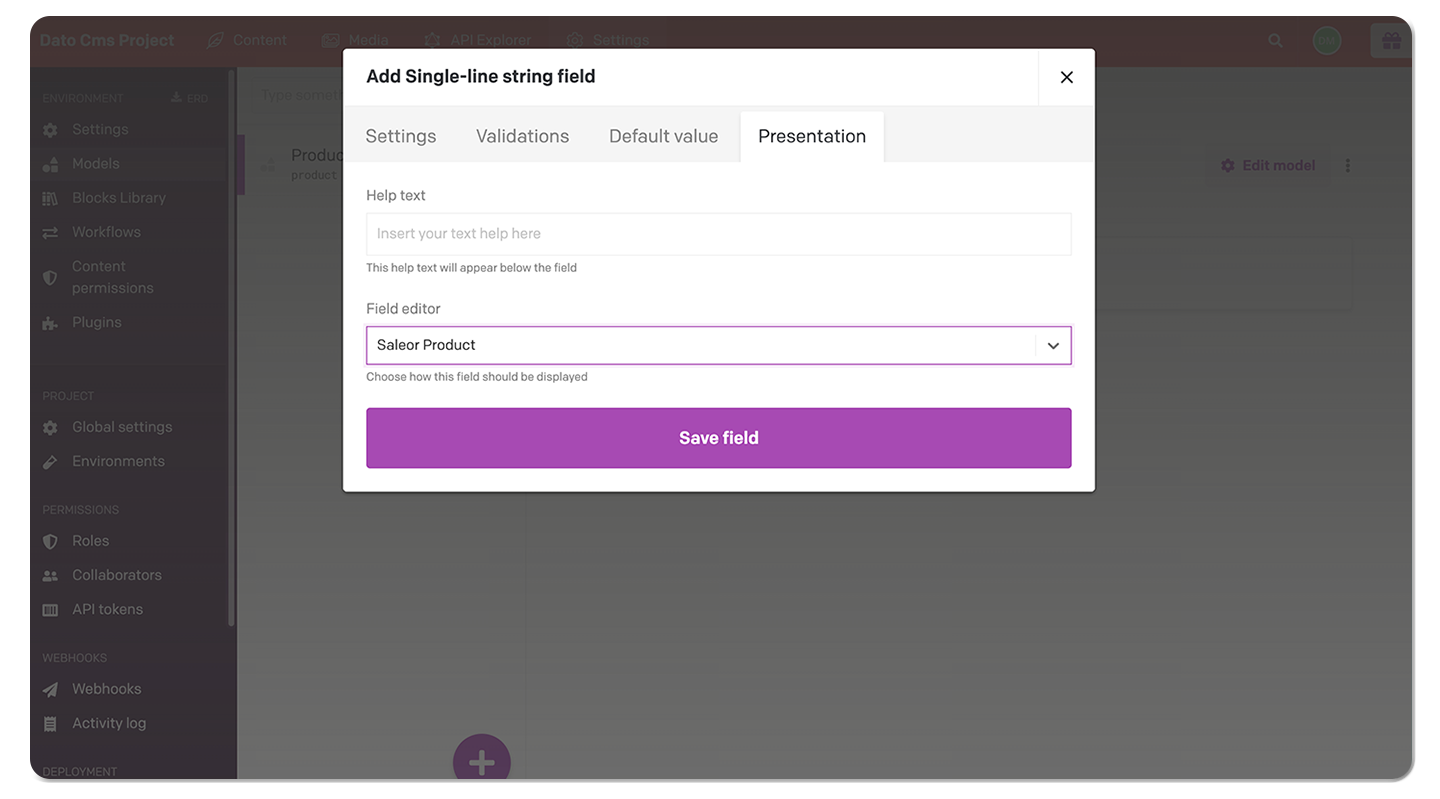 Dato Cms Project
Content
Media
API Explorer
Settings
ENVIRONMENT
ERD
Settings
Models
Blocks Library
Workflows
Content
permissions
Plugins
PROJECT
Global settings
Environments
PERMISSIONS
Roles
Collaborators
API tokens
WEBHOOKS
Webhooks
Activity log
DEPLOYMENT
Type somet
Produc
product
Edit model
Add Single-line string field
Settings
Validations
Default value
Presentation
Help text
Insert your text help here
This help text will appear below the field
Field editor
Saleor Product
Choose how this field should be displayed
Save field